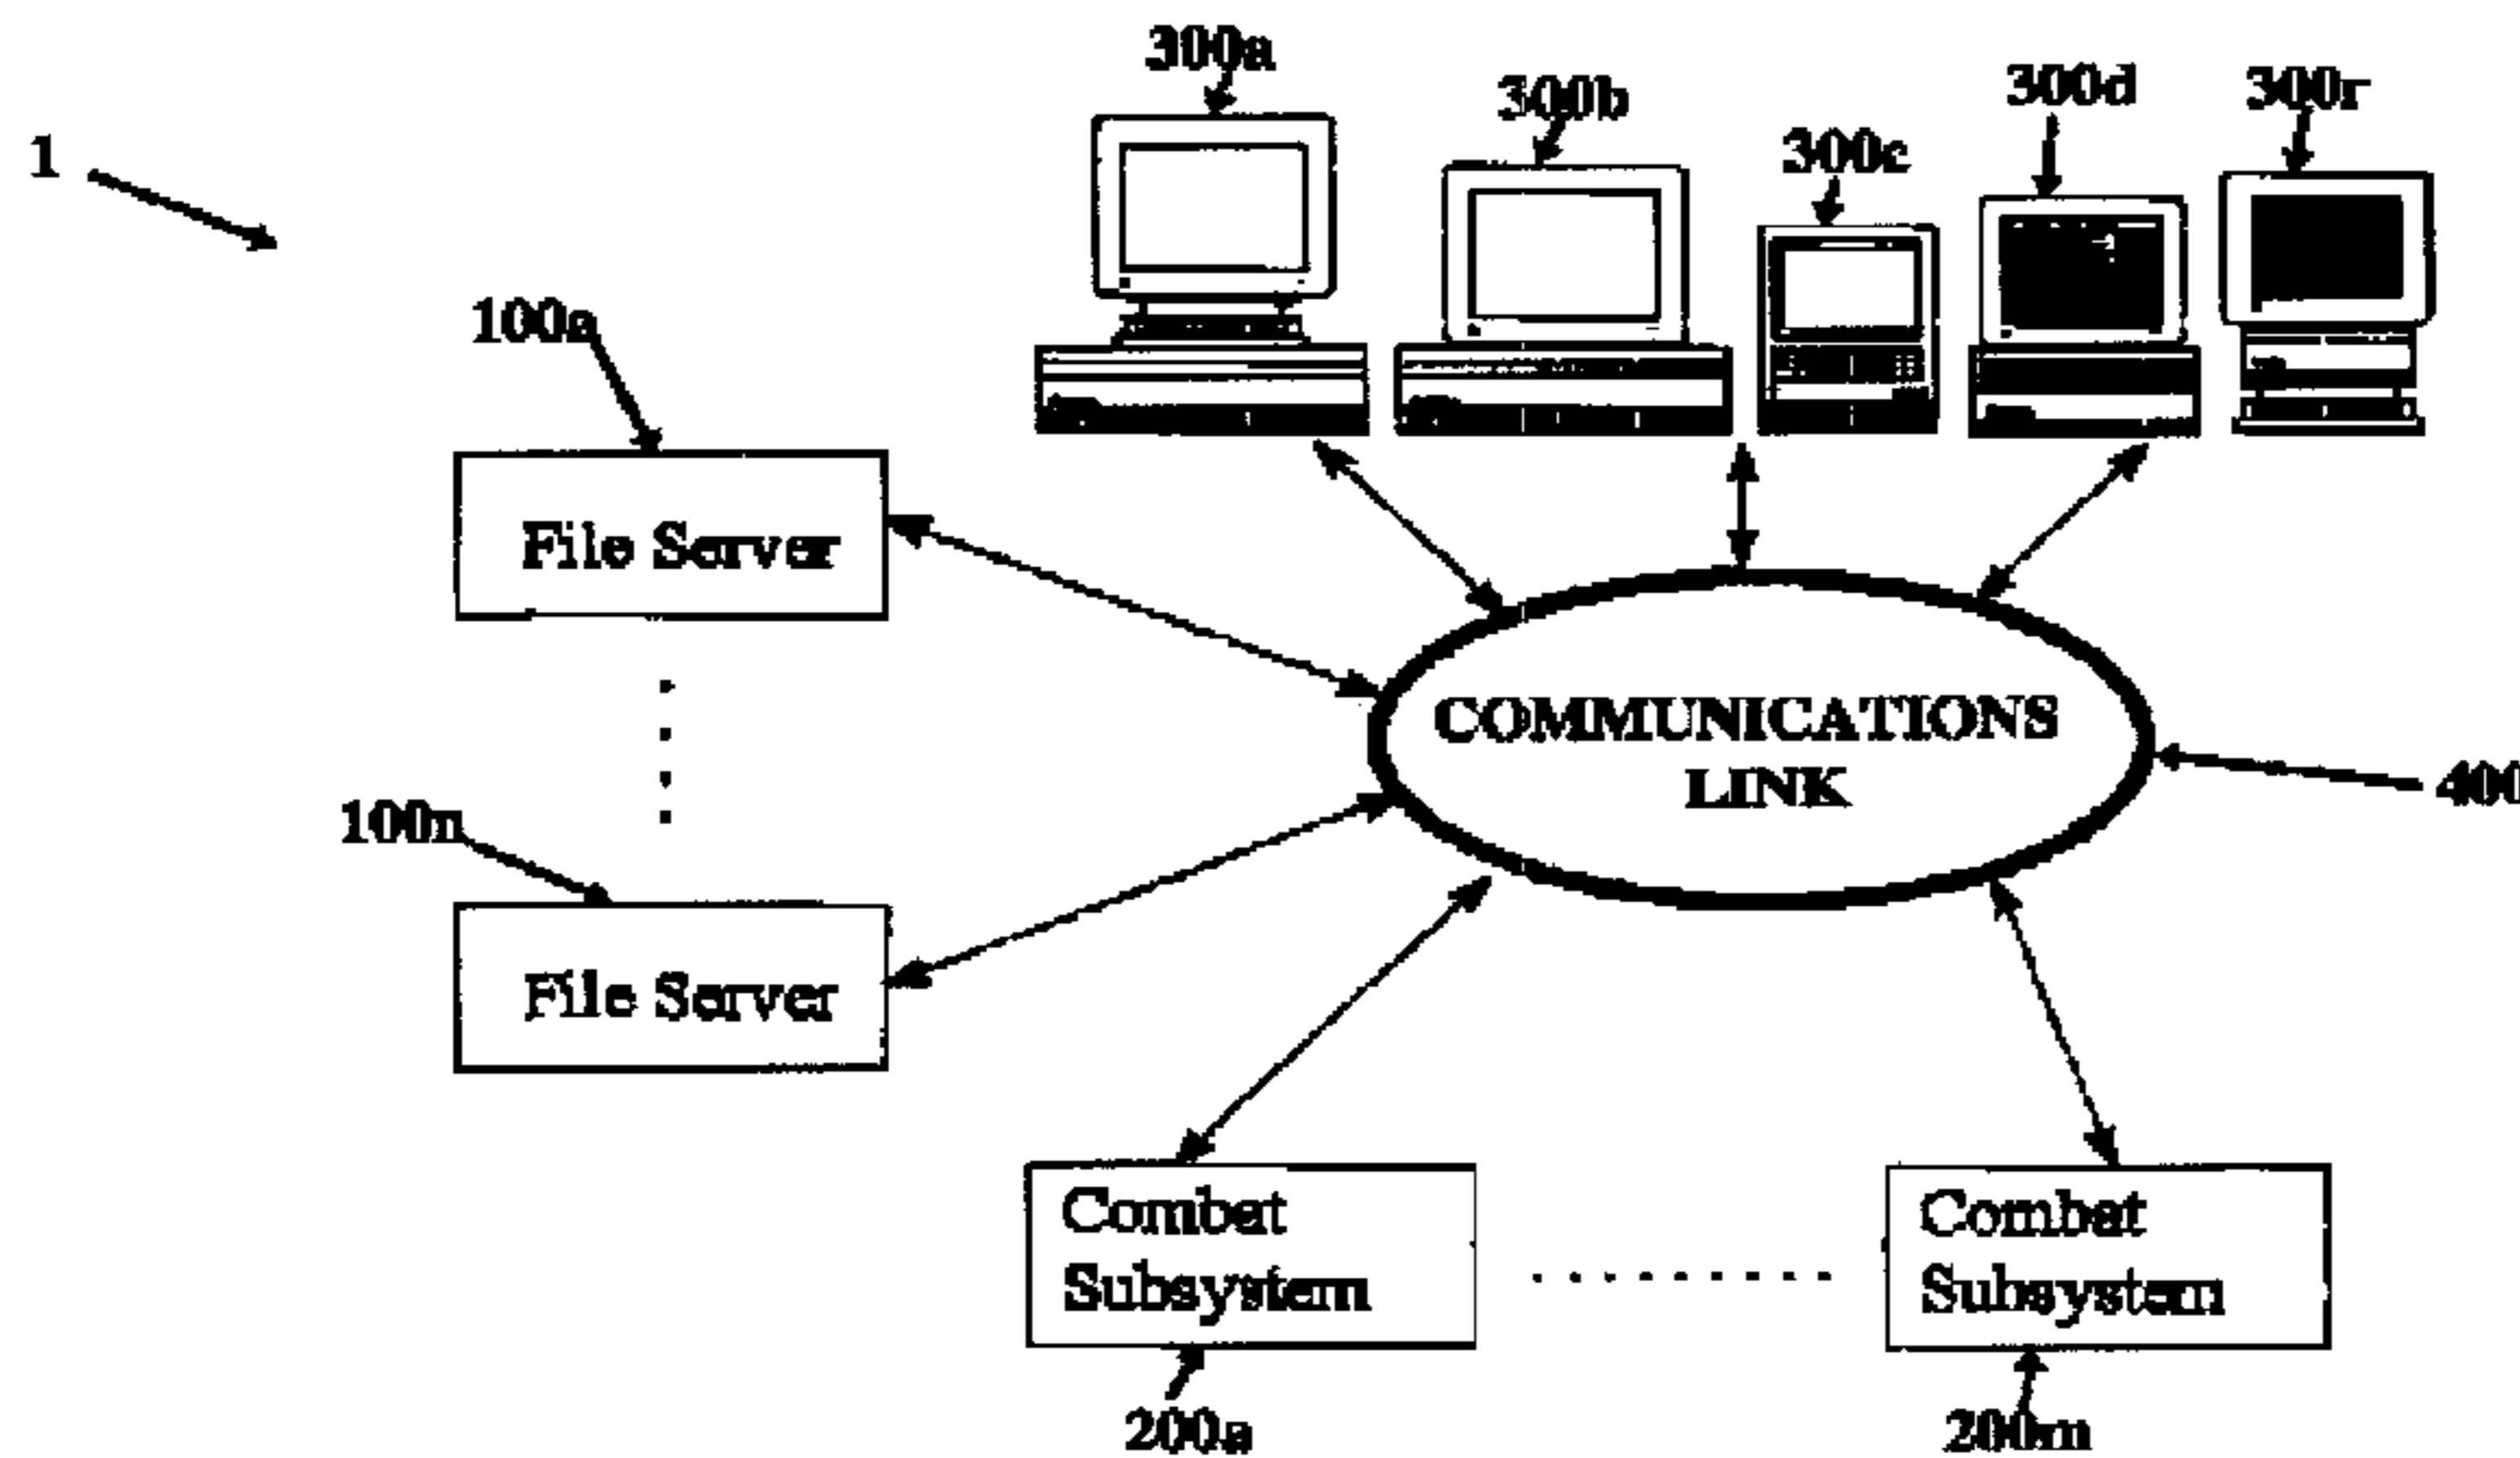 300a
300b
300d
300r
1
300c
100a
File Server
COMMUNICATIONS
LINK
400
100n
File Server
Combat
Subsystem
Combat
Subsystem
200a
200m